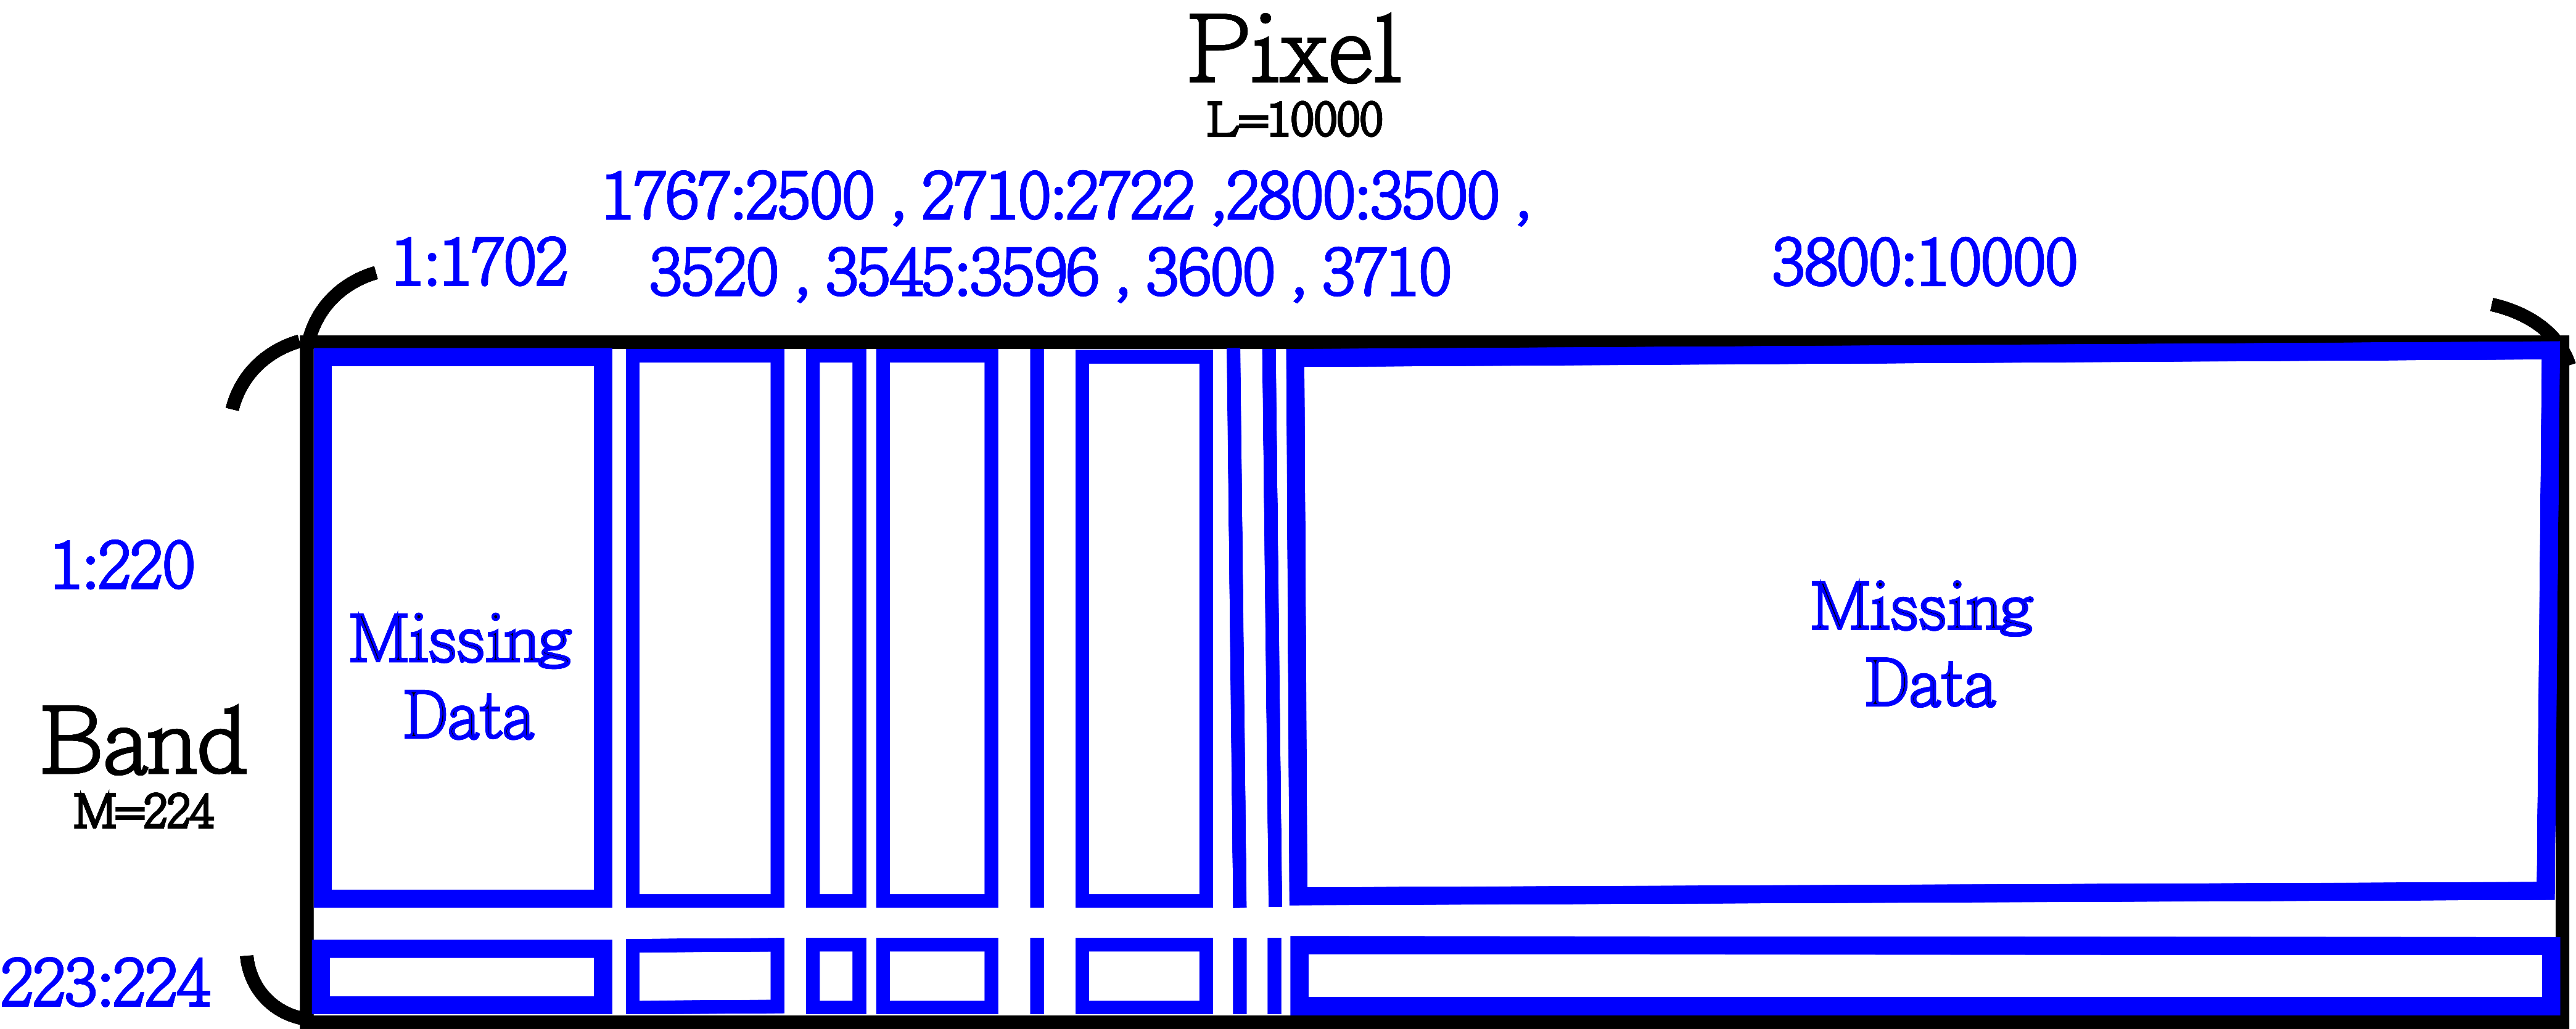 Pixel
L=10000
1767:2500 , 2710:2722 ,2800:3500 ,
1:1702
3520 , 3545:3596 , 3600 , 3710
3800:10000
1:220
Missing
Data
Missing
Data
Band
M=224
223:224